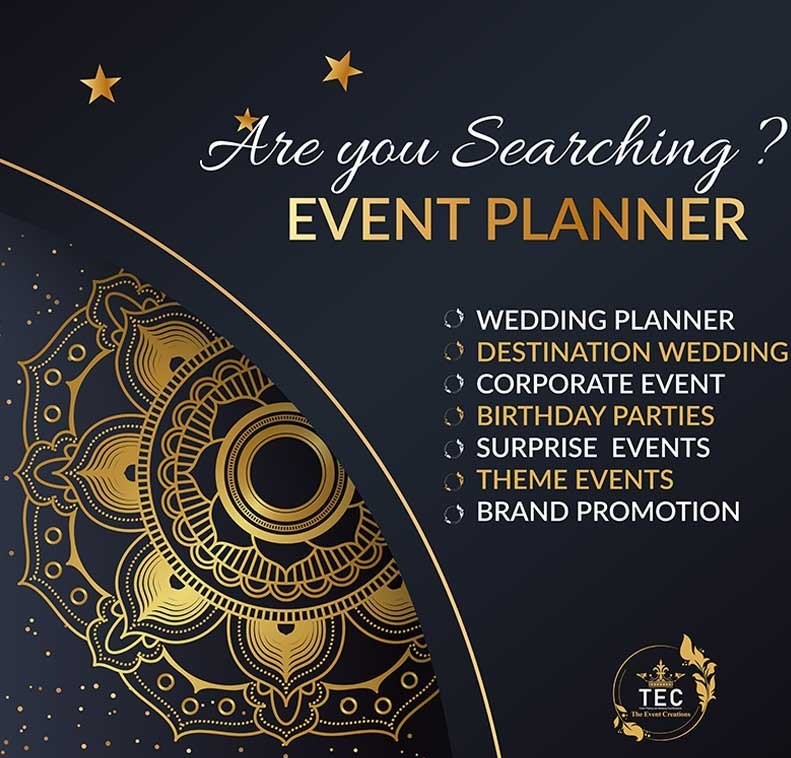 Are you Searching ?
EVENT PLANNER
WEDDING PLANNER
DESTINATION WEDDING
CORPORATE EVENT
BIRTHDAY PARTIES
SURPRISE EVENTS
THEME EVENTS
BRAND PROMOTION
TEC
The Event Creations